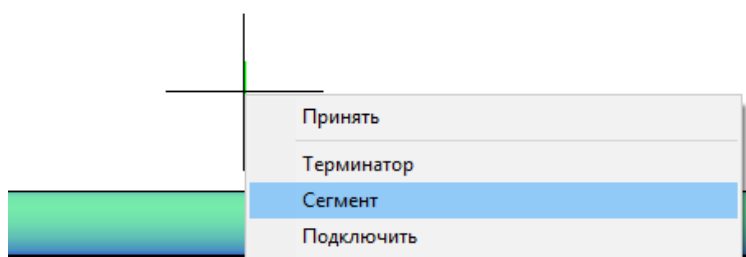 Принять
Терминатор
Сегмент
Подключить